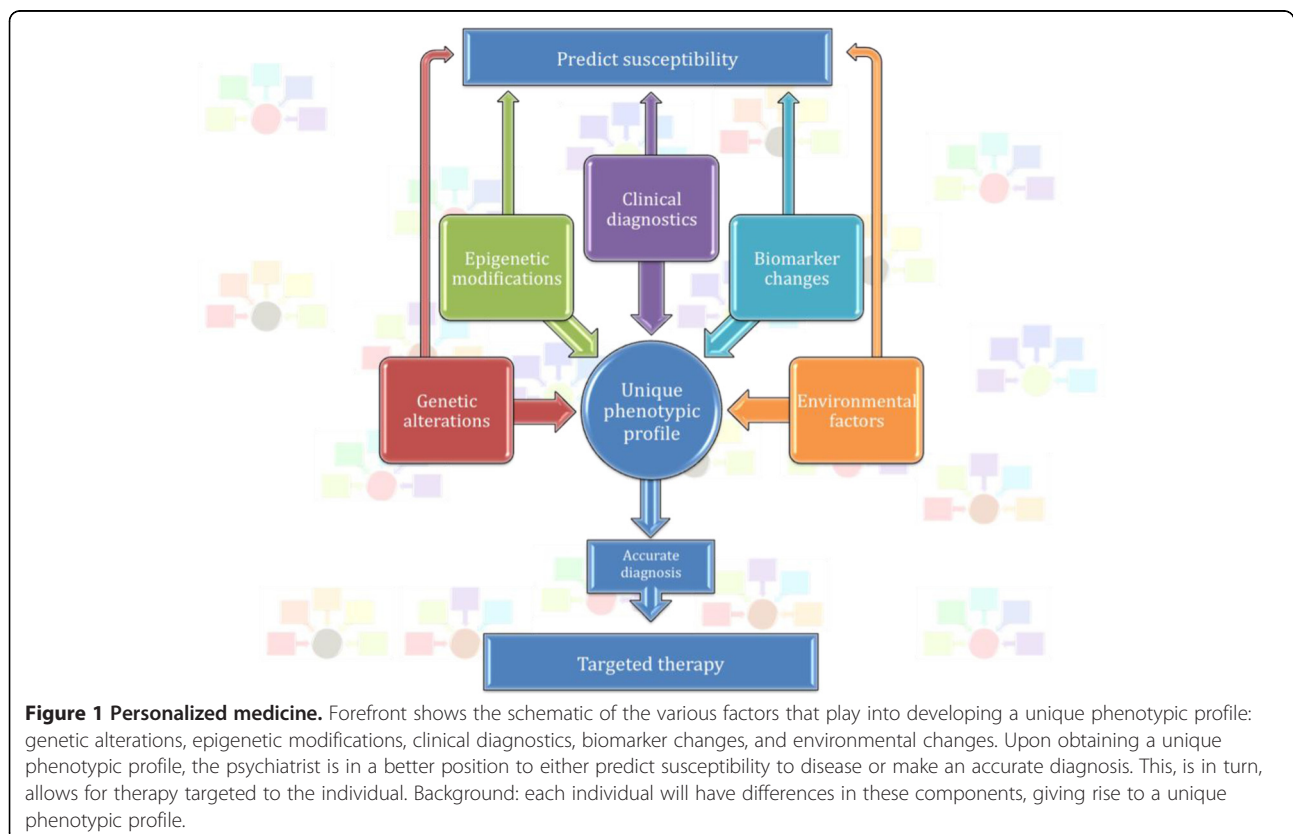 Predict susceptibility
Clinical
diagnostics
Epigenetic
modifications
Biomarker
changes
Genetic
alterations
Unique
phenotypic
profile
Environmental
factors
Accurate
diagnosis
Targeted therapy
Figure 1 Personalized medicine. Forefront shows the schematic of the various factors that play into developing a unique phenotypic profile:
genetic alterations, epigenetic modifications, clinical diagnostics, biomarker changes, and environmental changes. Upon obtaining a unique
phenotypic profile, the psychiatrist is in a better position to either predict susceptibility to disease or make an accurate diagnosis. This, is in turn,
allows for therapy targeted to the individual. Background: each individual will have differences in these components, giving rise to a unique
phenotypic profile.